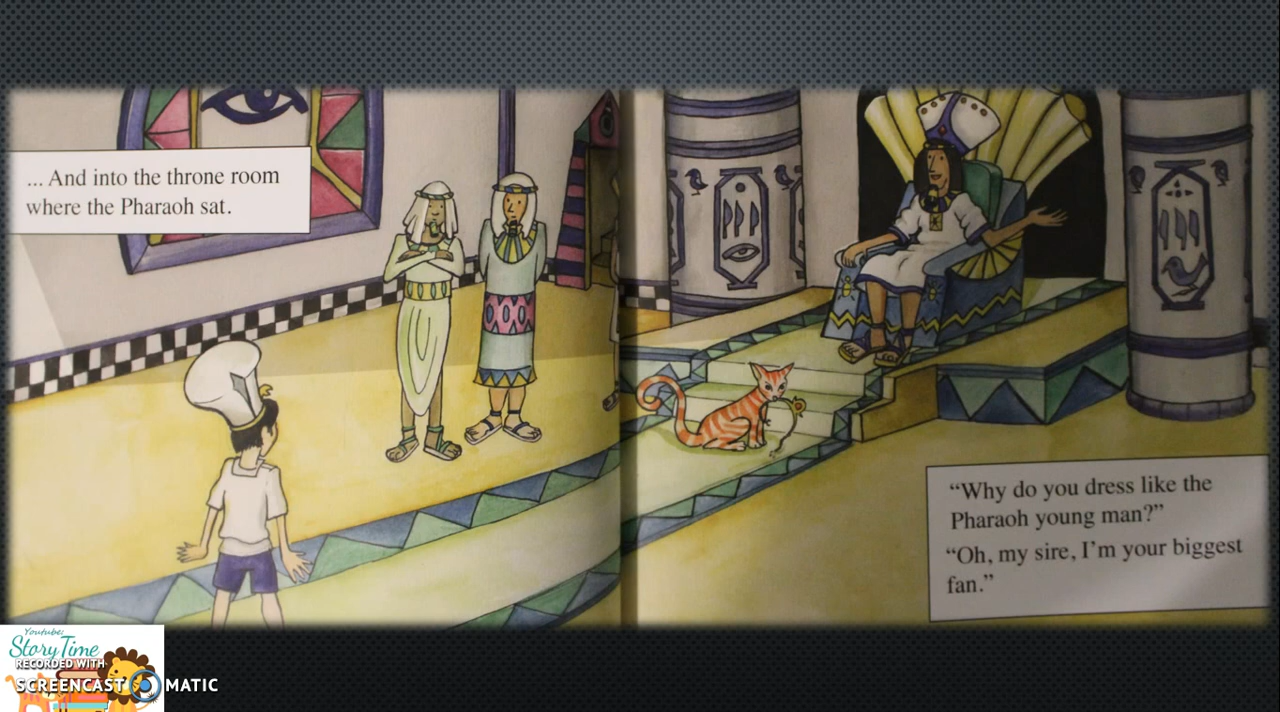 ... And into the throne room
where the Pharaoh sat.
“Why do you dress like the
Pharaoh young man?”
“Oh, my sire, I’m your biggest
fan.”
Youtube:
Story Time
RECORDED WITH
SCREENCAST MATIC